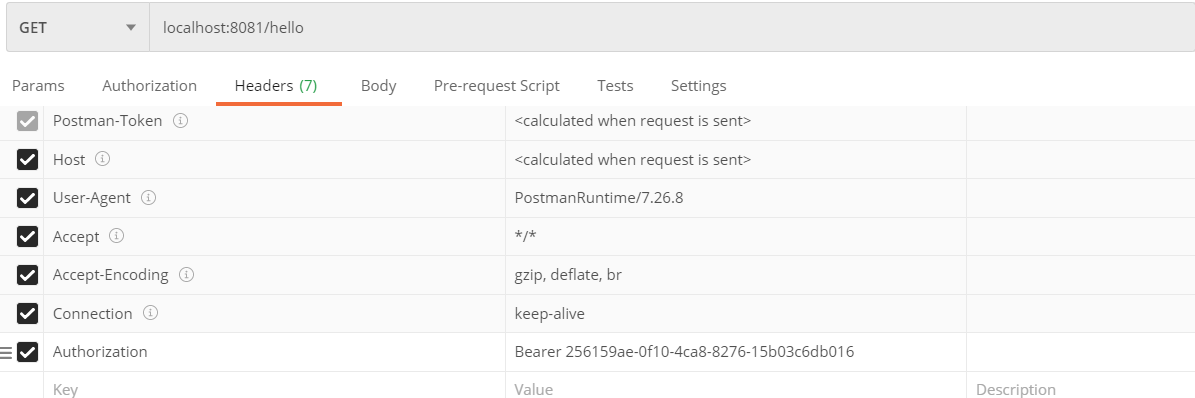 GET localhost:8081/hello
Params Authorization Headers (7) Body Pre-request Script Tests Settings
Postman-Token <calculated when request is sent>
Host <calculated when request is sent>
User-Agent PostmanRuntime/7.26.8
Accept */*
Accept-Encoding gzip, deflate, br
Connection keep-alive
Authorization Bearer 256159ae-0f10-4ca8-8276-15b03c6db016
Key Value Description